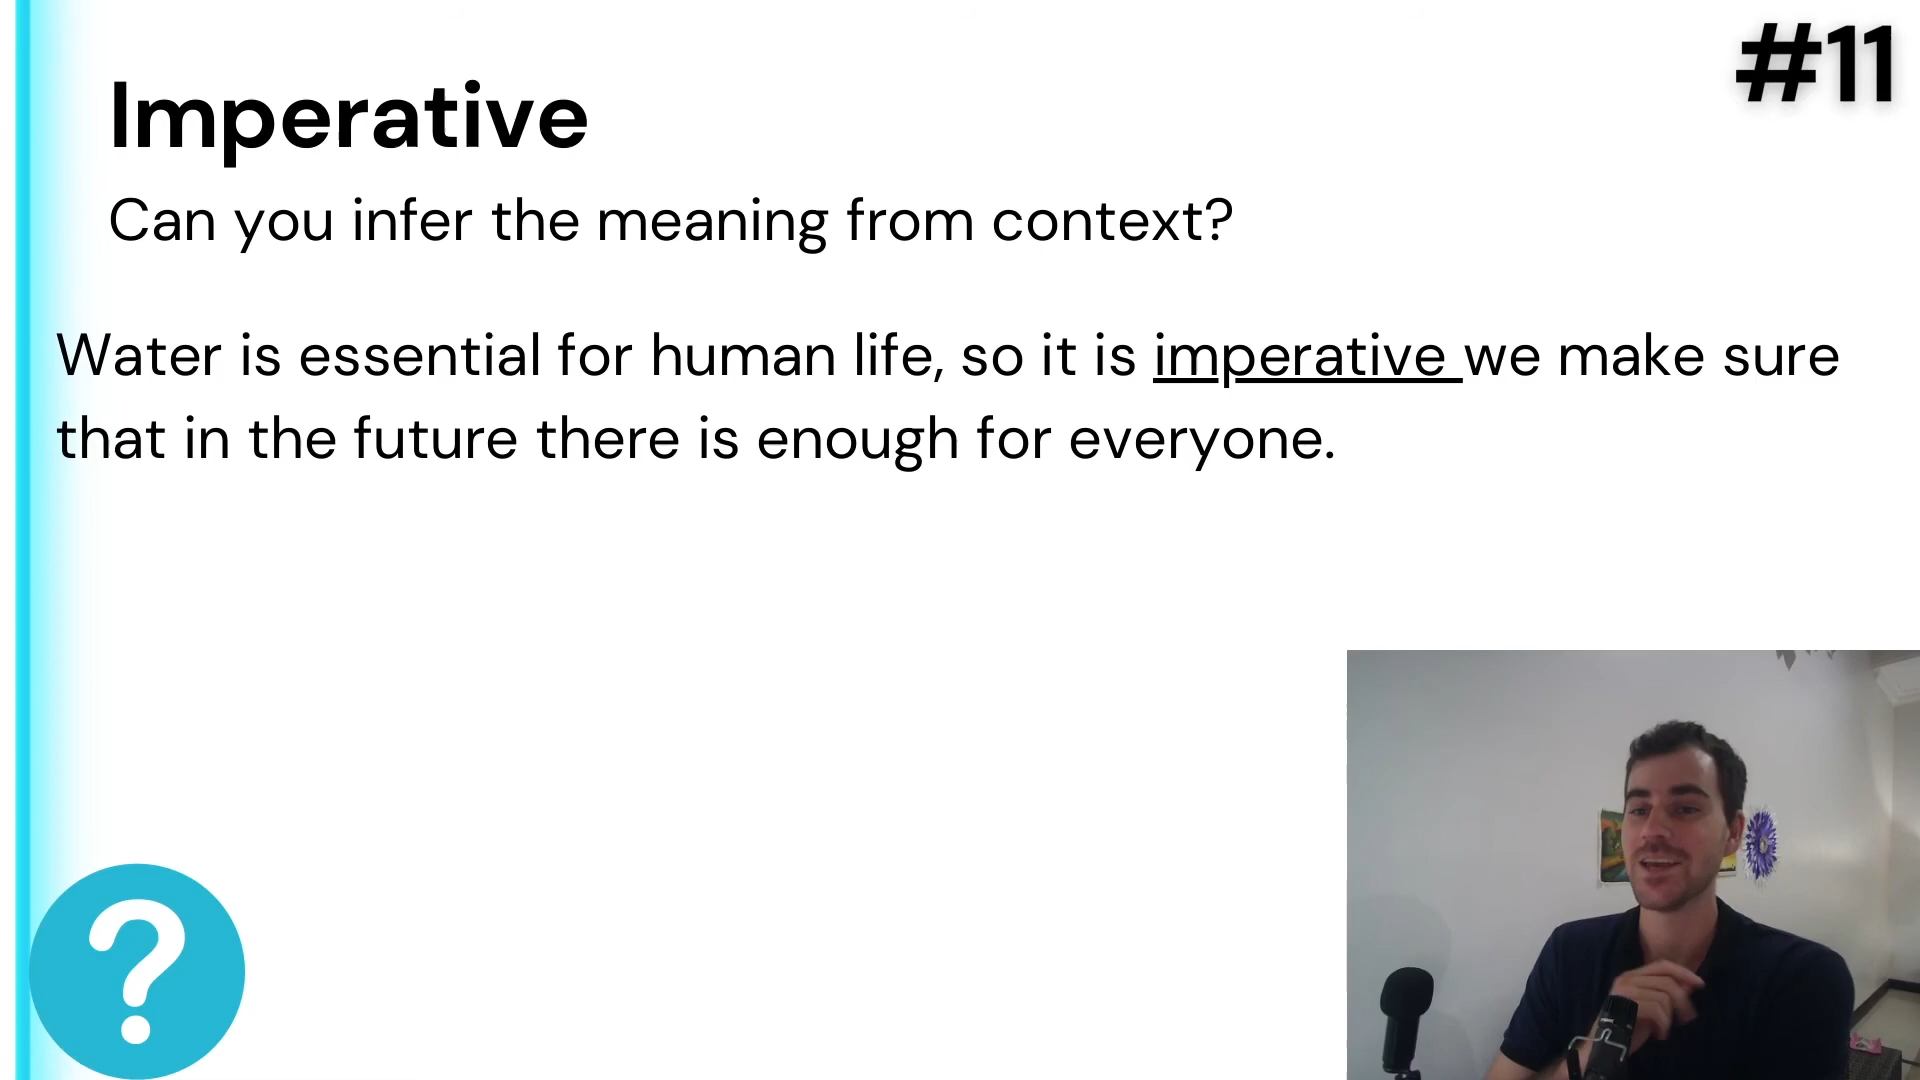 #11
Imperative
Can you infer the meaning from context?
Water is essential for human life, so it is imperative we make sure
that in the future there is enough for everyone.
?